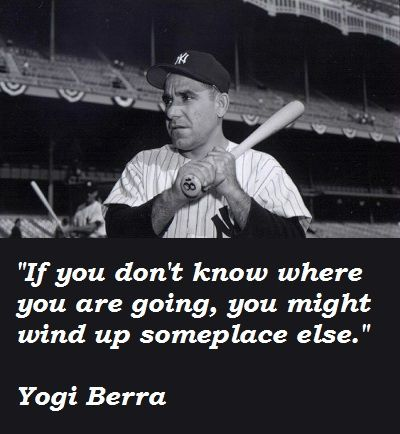 "If you don't know where
you are going, you might
wind up someplace else."
Yogi Berra